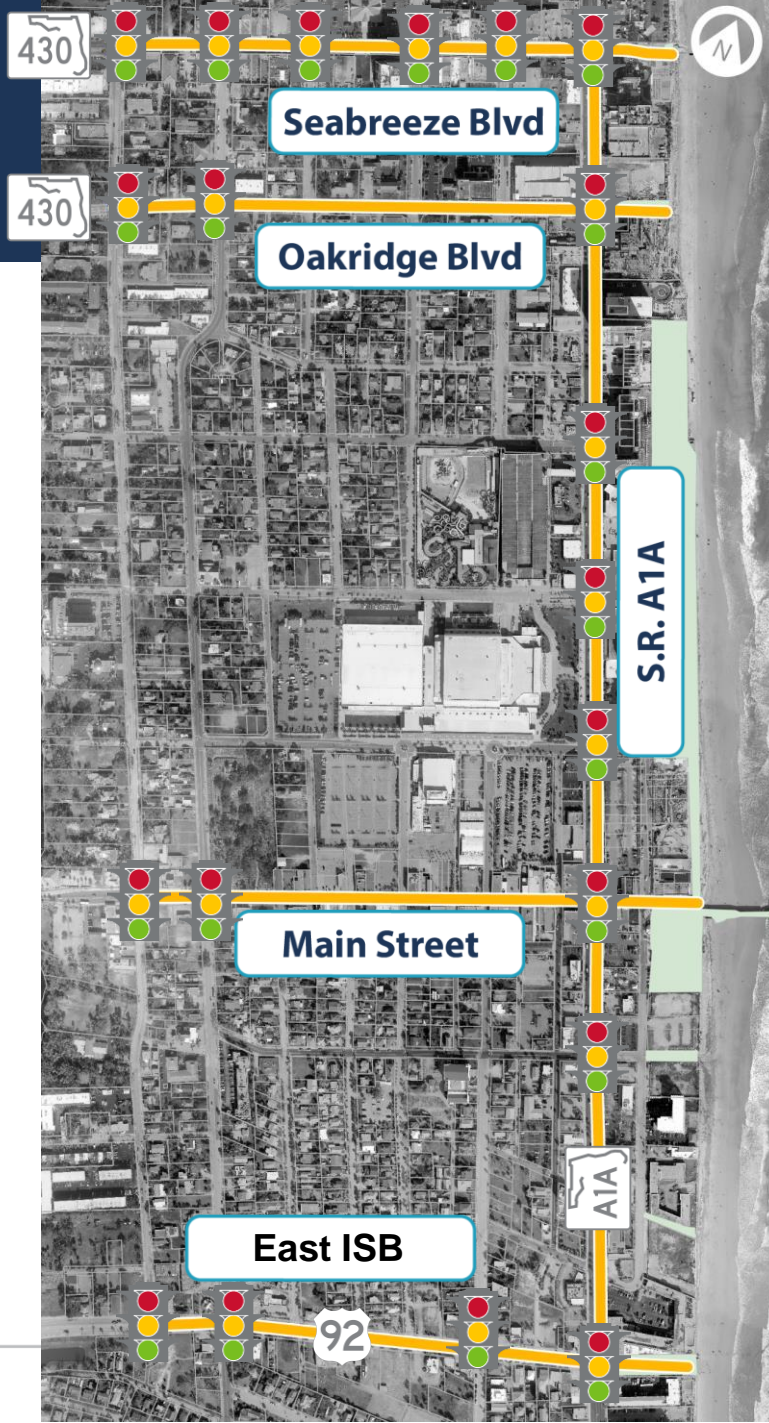 430
N
Seabreeze Blvd
430
Oakridge Blvd
S.R. A1A
Main Street
A1A
East ISB
92